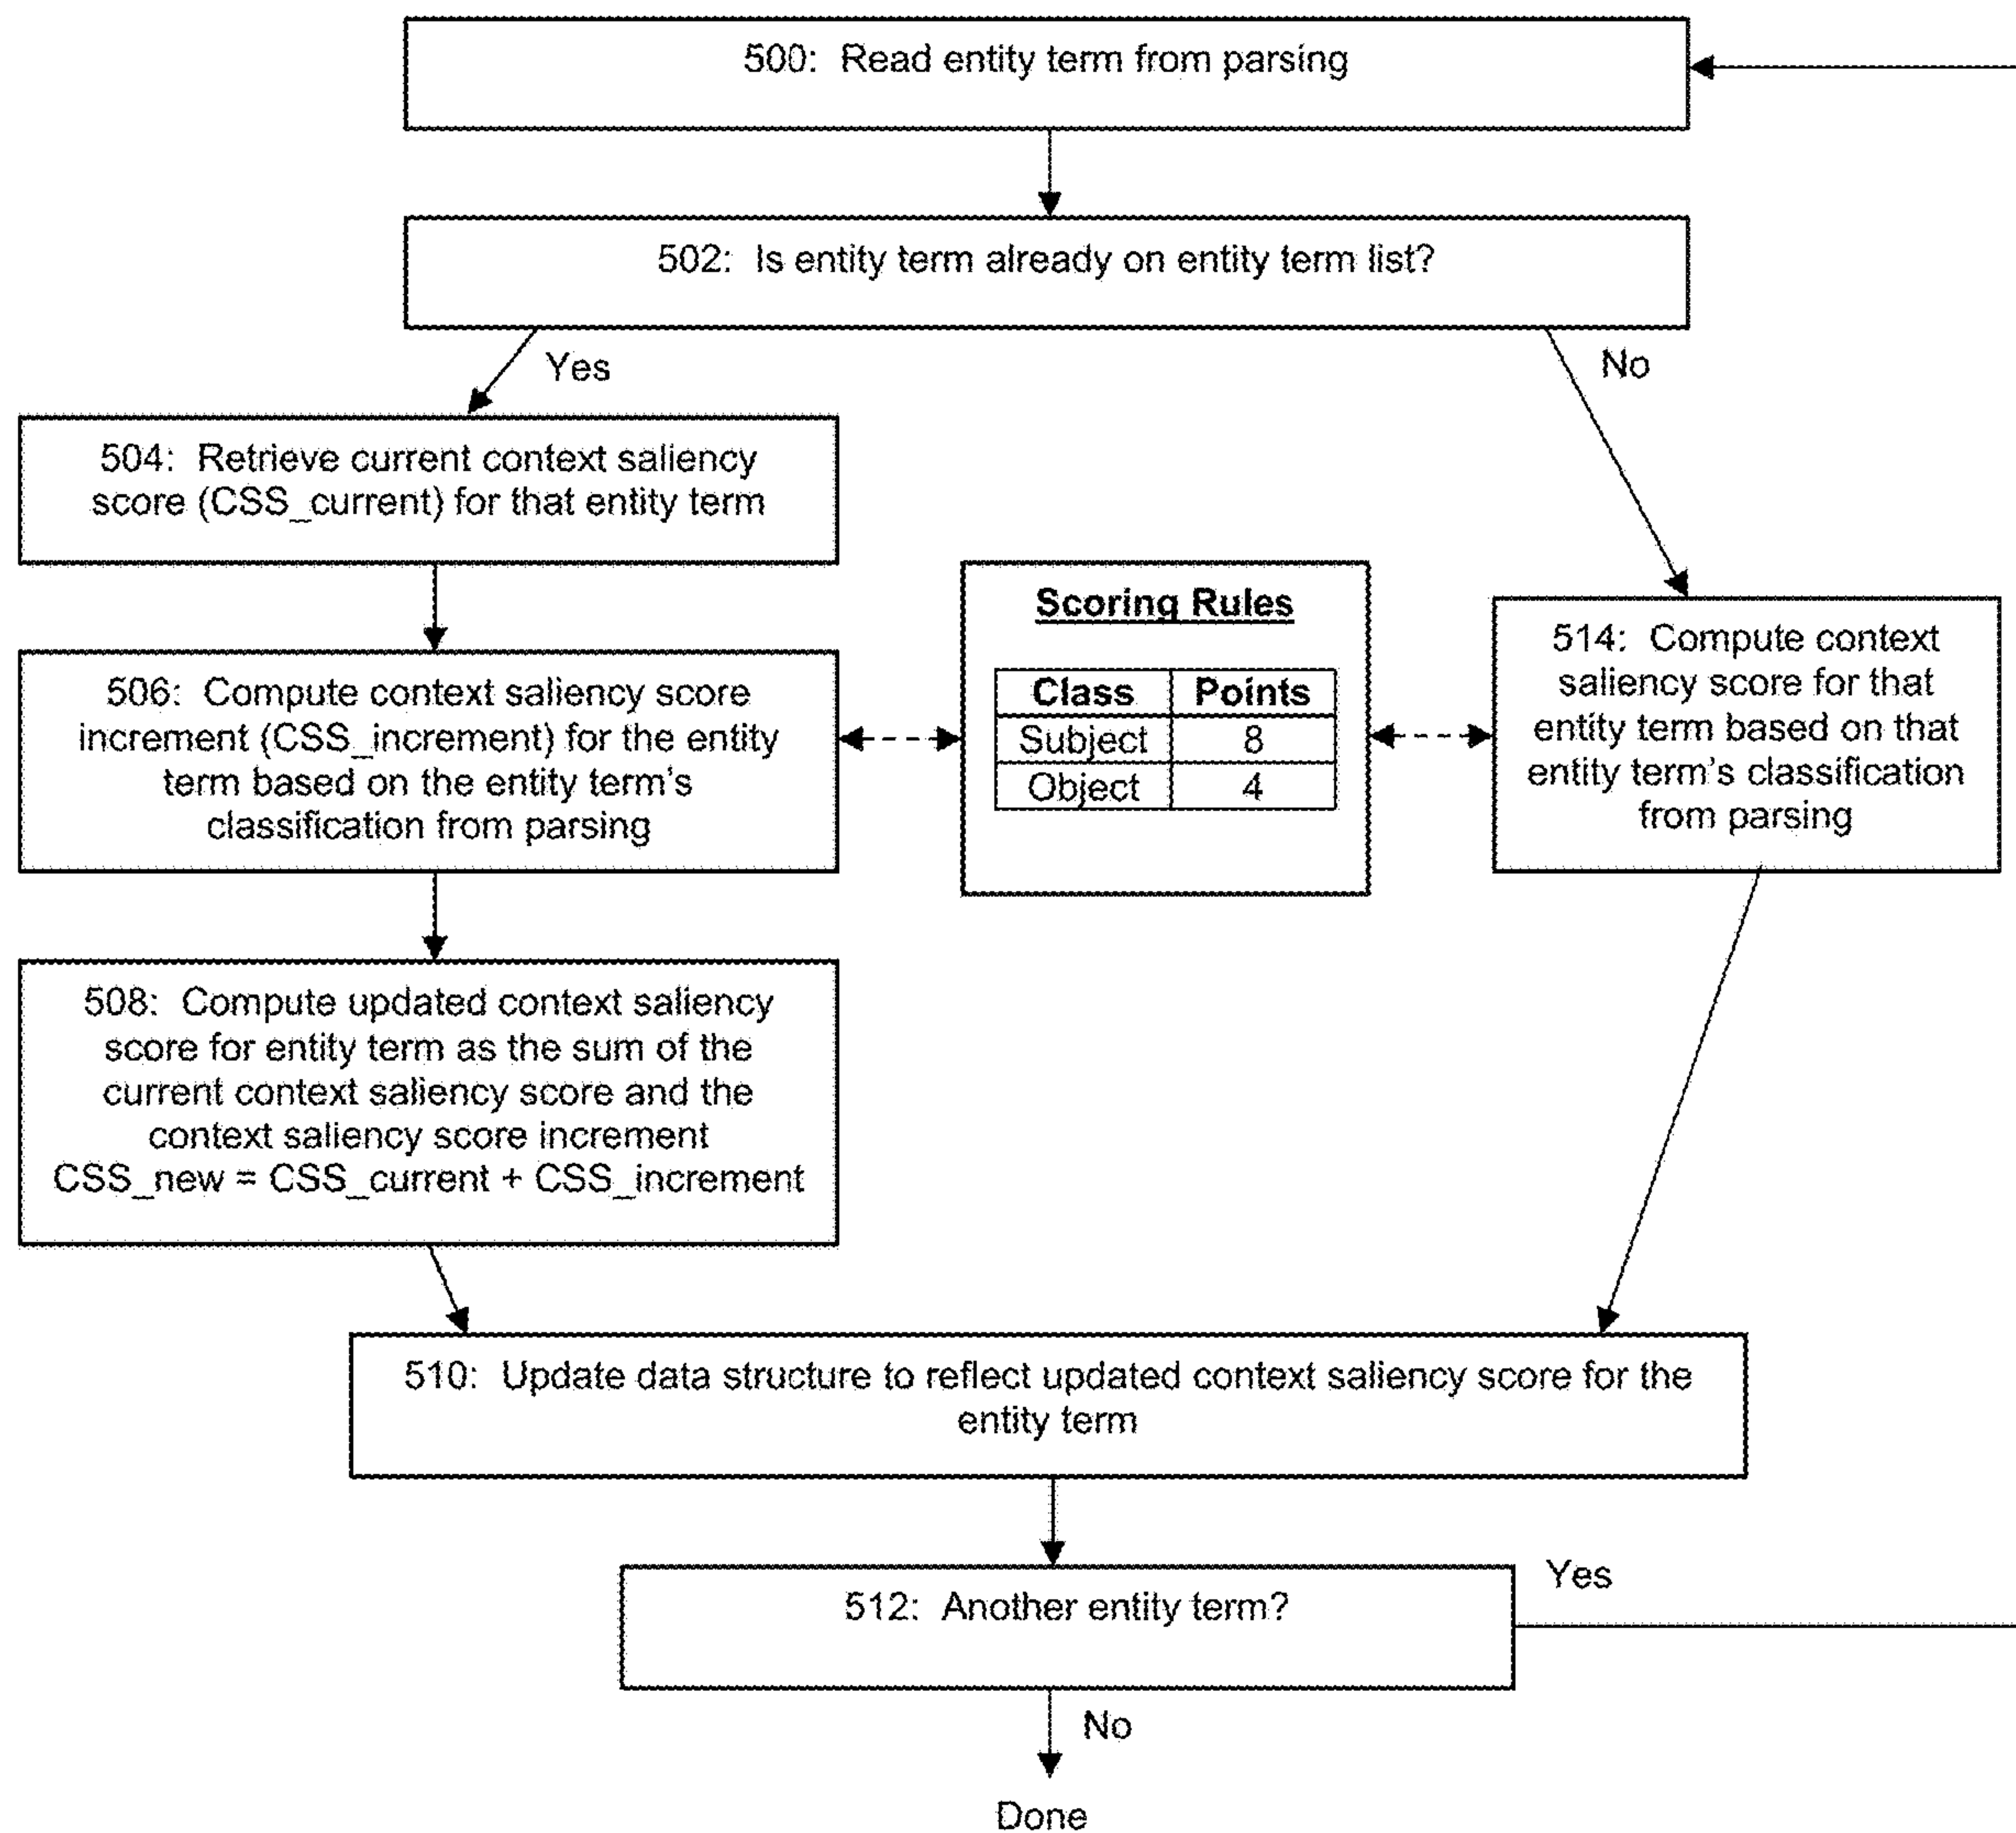 500: Read entity term from parsing
502: Is entity term already on entity term list?
Yes
No
504: Retrieve current context saliency
score (CSS_current) for that entity term
Scoring Rules
Class Points
Subject 8
Object 4
514: Compute context
saliency score for that
entity term based on that
entity term's classification
from parsing
506: Compute context saliency score
increment (CSS_increment) for the entity
term based on the entity term's
classification from parsing
508: Compute updated context saliency
score for entity term as the sum of the
current context saliency score and the
context saliency score increment
CSS_new = CSS_current + CSS_increment
510: Update data structure to reflect updated context saliency score for the
entity term
512: Another entity term?
Yes
No
Done